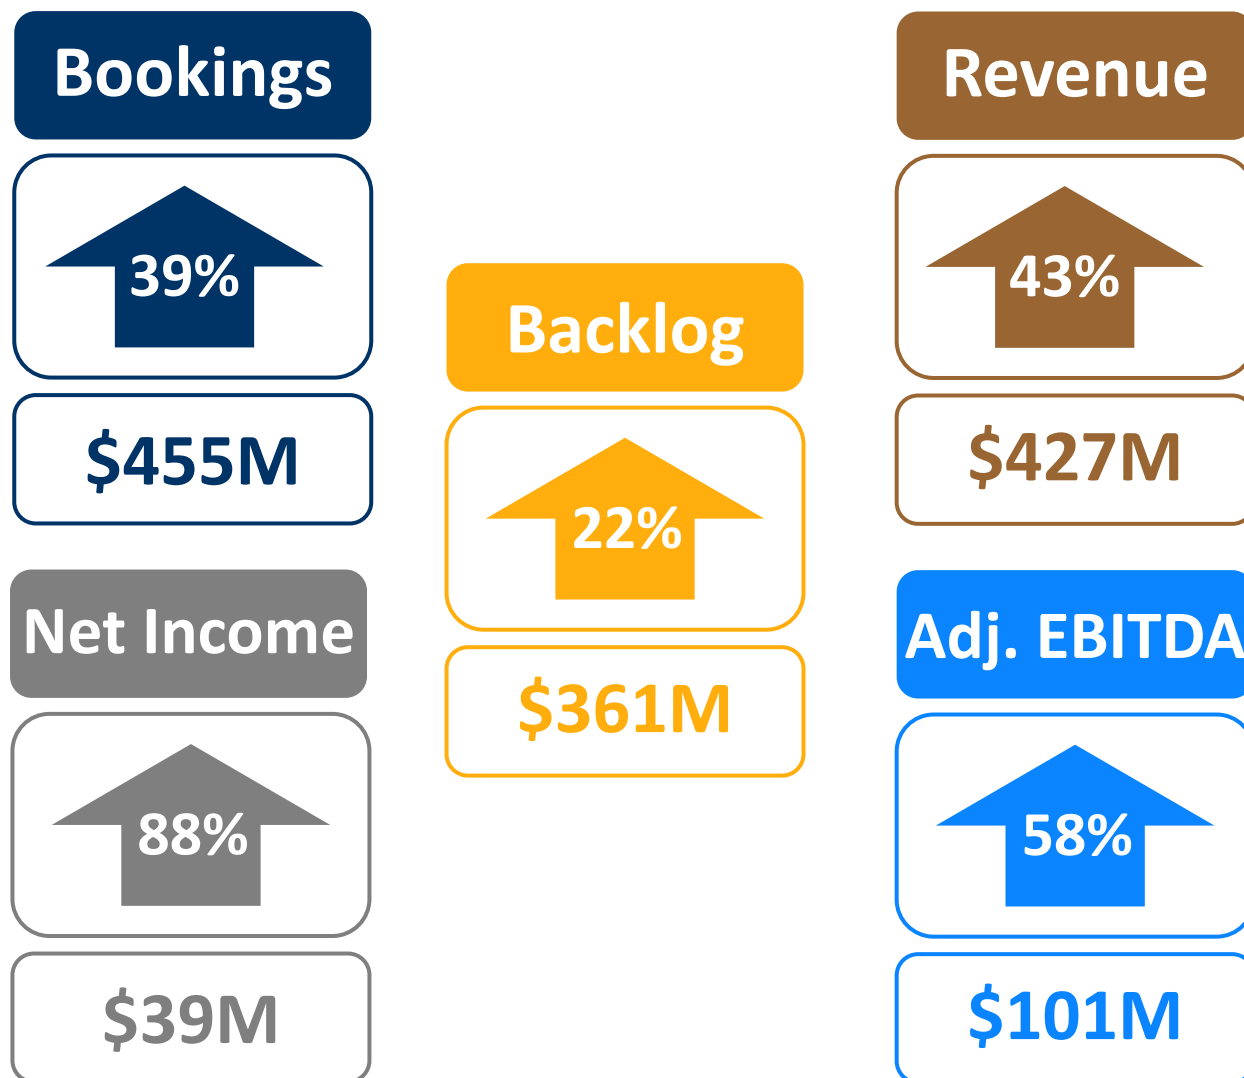 Bookings
39%
$455M
Net Income
88%
$39M
Backlog
22%
$361M
Revenue
43%
$427M
Adj. EBITDA
58%
$101M